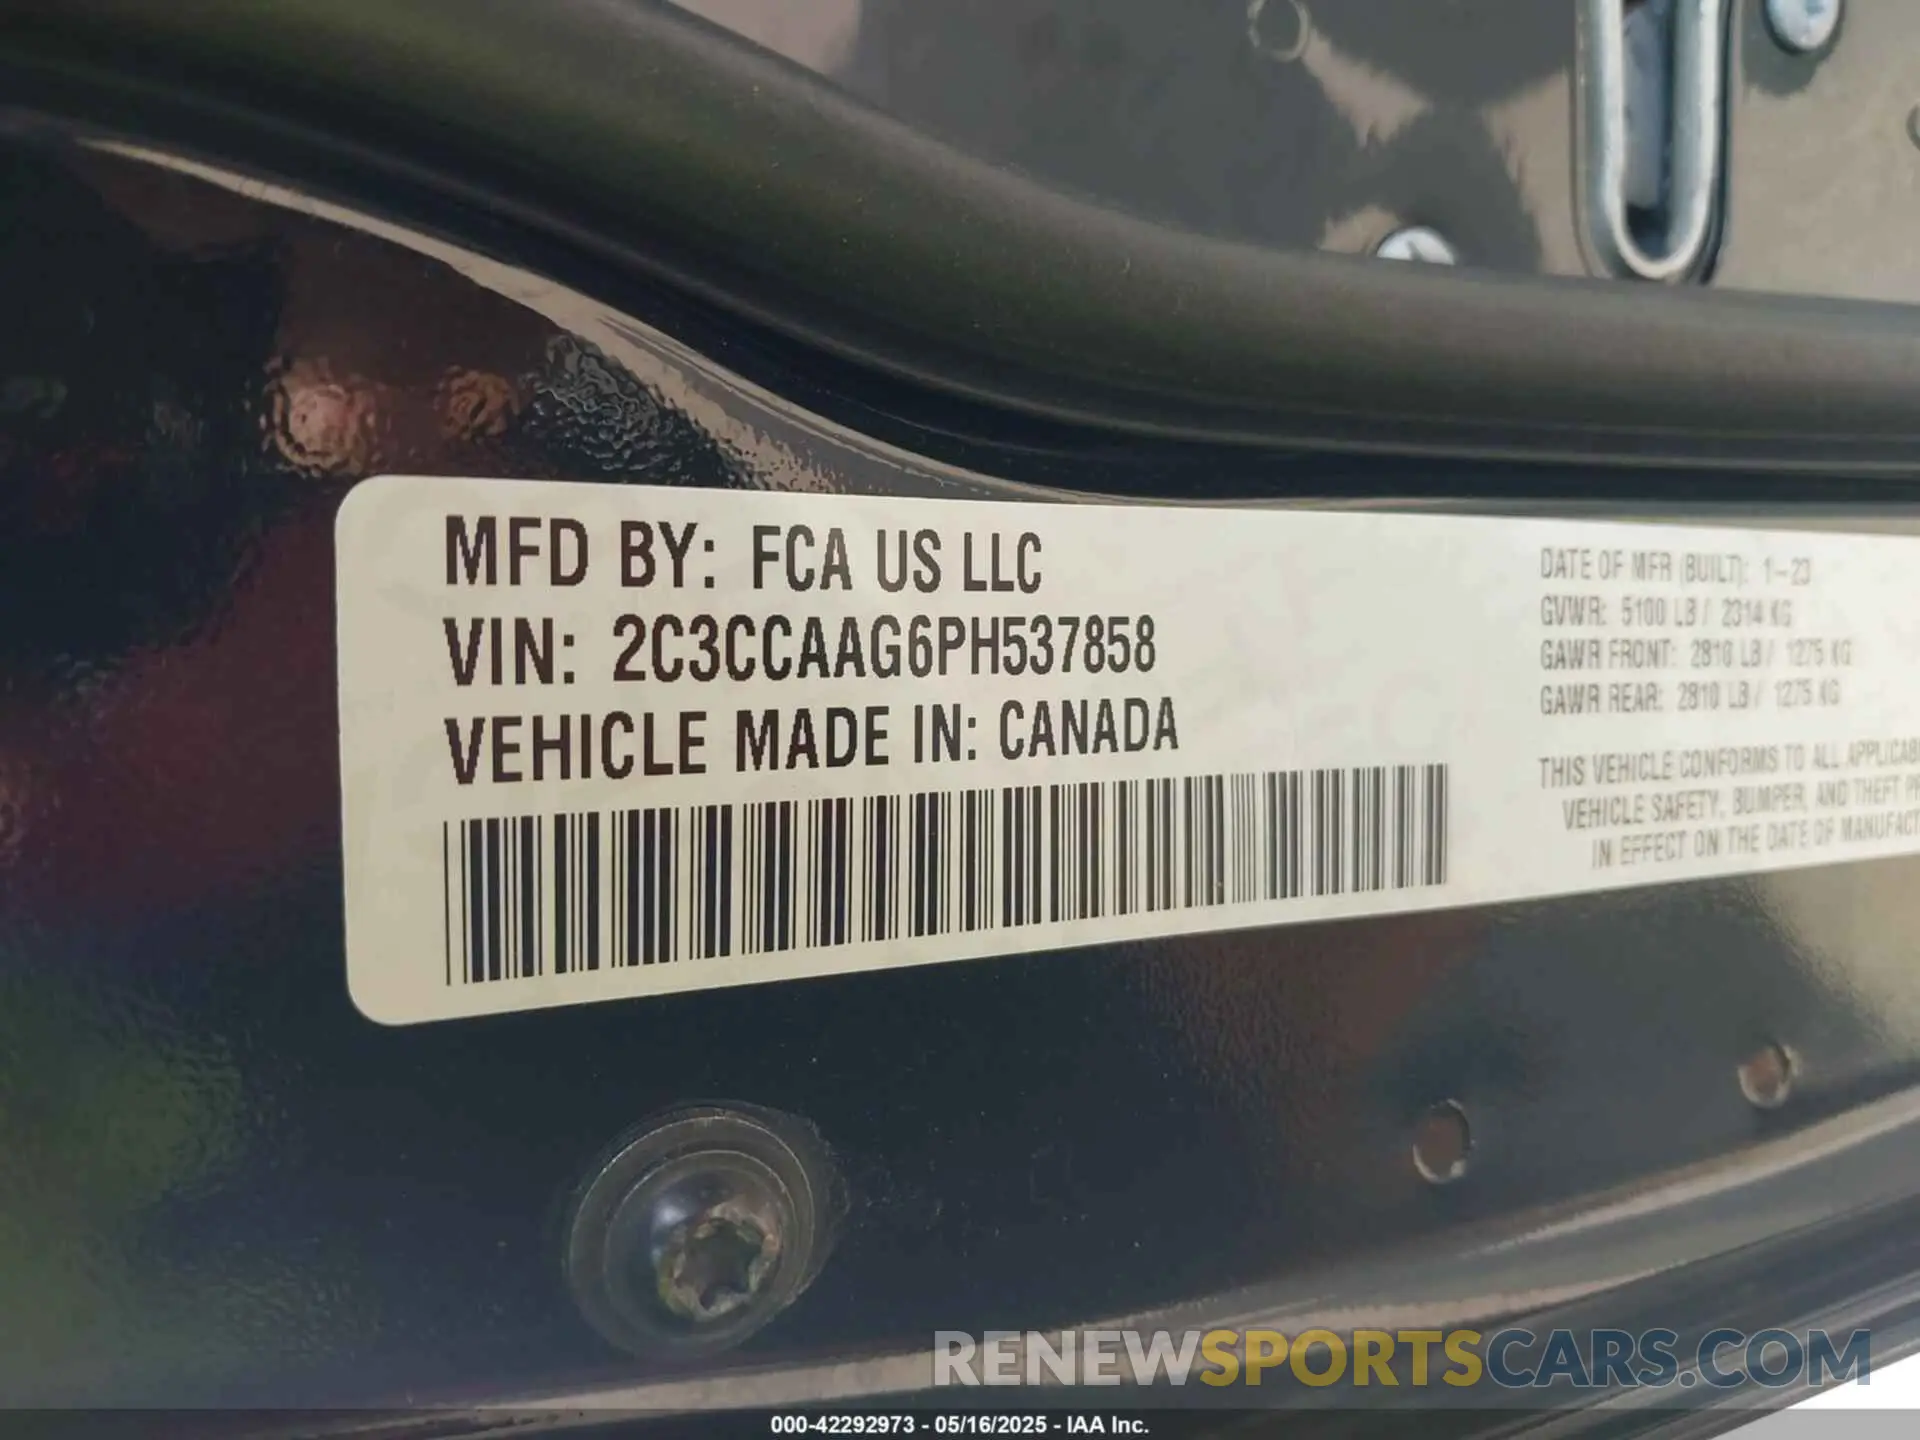 MFD BY: FCA US LLC
VIN: 2C3CCAAG6PH537858
VEHICLE MADE IN: CANADA
DATE OF MFR (BUILT): 1-23
GVWR: 5100 LB / 2314 KG
GAWR FRONT: 2810 LB / 1275 KG
GAWR REAR: 2810 LB / 1275 KG
THIS VEHICLE CONFORMS TO ALL APPLICAB
VEHICLE SAFETY, BUMPER, AND THEFT PR
IN EFFECT ON THE DATE OF MANUFACT
RENEWSPORTSCARS.COM
000-42292973 - 05/16/2025 - IAA Inc.